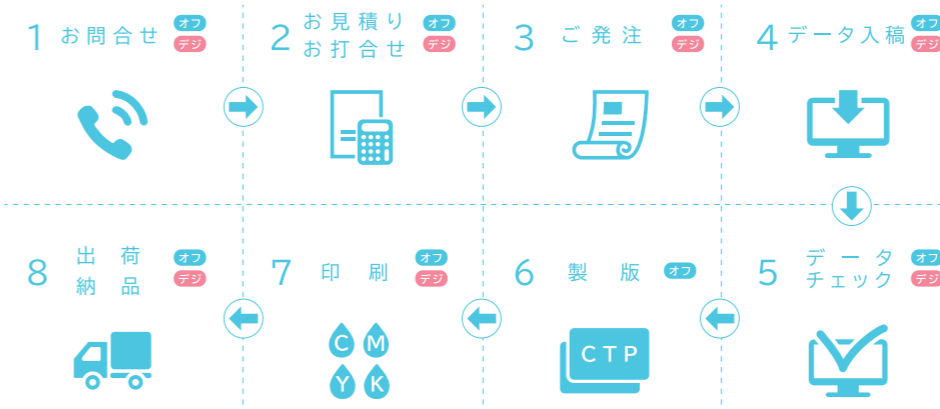 1 お問合せ オフ デジ
2 お見積り お打合せ オフ デジ
3 ご発注 オフ デジ
4 データ入稿 オフ デジ
5 データ チェック オフ デジ
6 製版 オフ
CTP
7 印刷 オフ デジ
C M
Y K
8 出荷 納品 オフ デジ